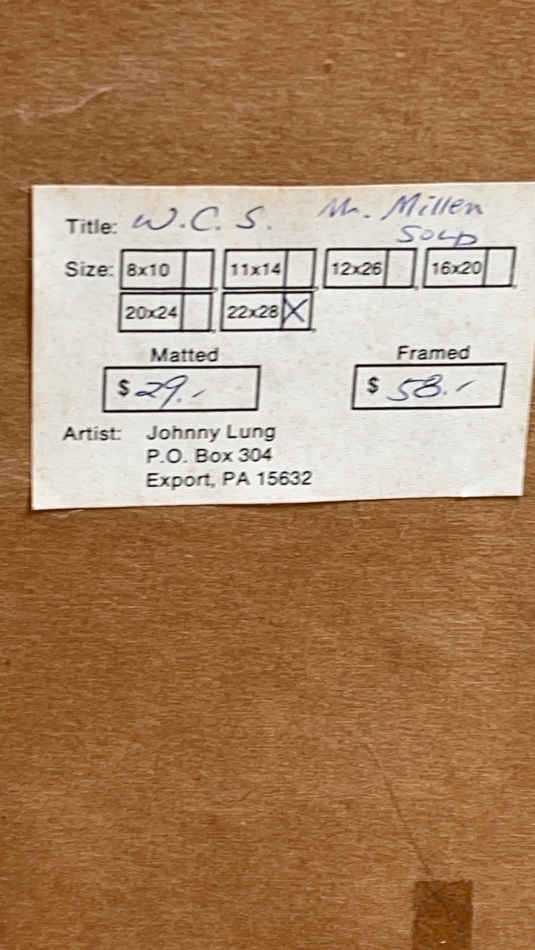 Title: W.C.S. Mr. Millen
SOLD
Size: 8x10 11x14 12x26 16x20
20x24 22x28 X
Matted Framed
$ 29.- $ 58.-
Artist: Johnny Lung
P.O. Box 304
Export, PA 15632